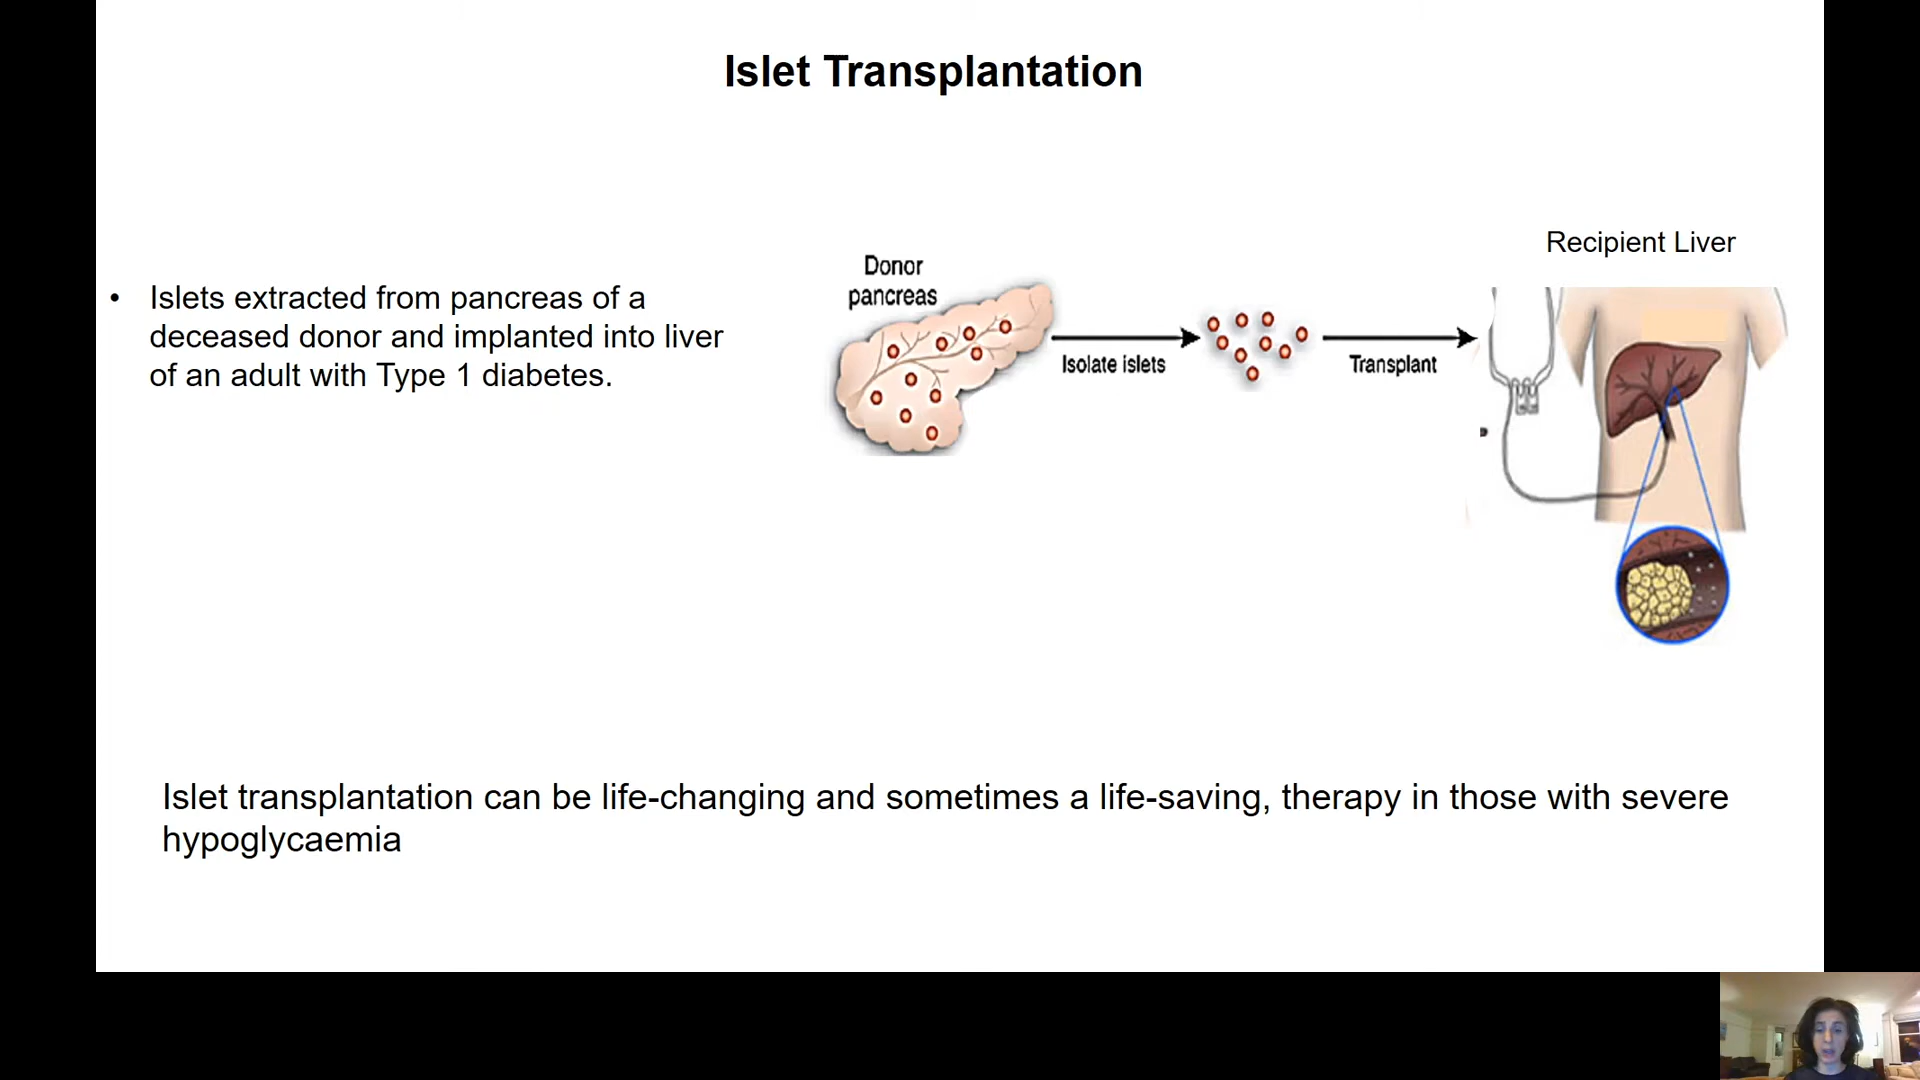 Islet Transplantation
Recipient Liver
Donor
pancreas
• Islets extracted from pancreas of a
deceased donor and implanted into liver
of an adult with Type 1 diabetes.
Isolate islets
Transplant
Islet transplantation can be life-changing and sometimes a life-saving, therapy in those with severe
hypoglycaemia